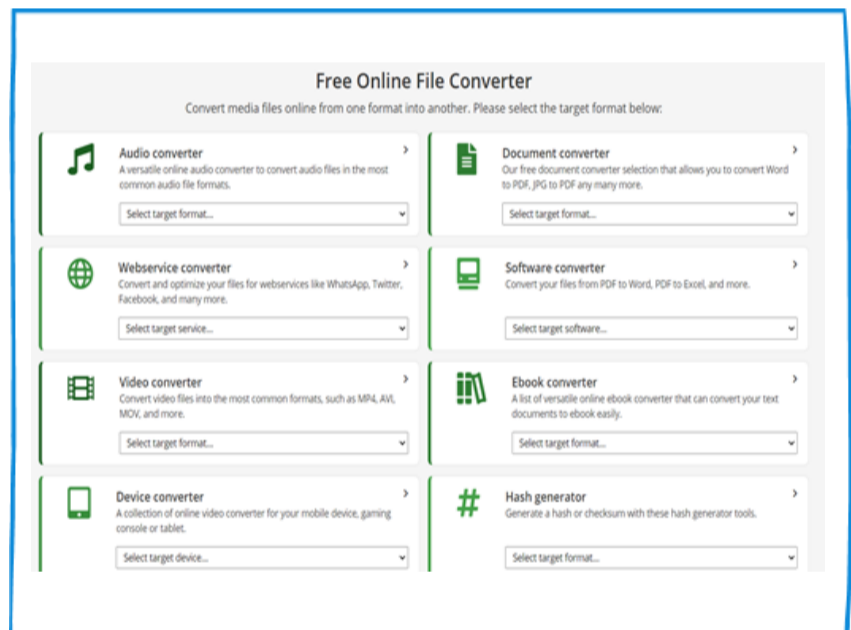 Free Online File Converter
Convert media files online from one format into another. Please select the target format below:
Audio converter
A versatile online audio converter to convert audio files in the most
common audio file formats.
Select target format...
Document converter
Our free document converter selection that allows you to convert Word
to PDF, JPG to PDF any many more.
Select target format...
Webservice converter
Convert and optimize your files for webservices like WhatsApp, Twitter,
Facebook, and many more.
Select target service...
Software converter
Convert your files from PDF to Word, PDF to Excel, and more.
Select target software...
Video converter
Convert video files into the most common formats, such as MP4, AVI,
MOV, and more.
Select target format...
Ebook converter
A list of versatile online ebook converter that can convert your text
documents to ebook easily.
Select target format...
Device converter
A collection of online video converter for your mobile device, gaming
console or tablet.
Select target device...
Hash generator
Generate a hash or checksum with these hash generator tools.
Select target format...